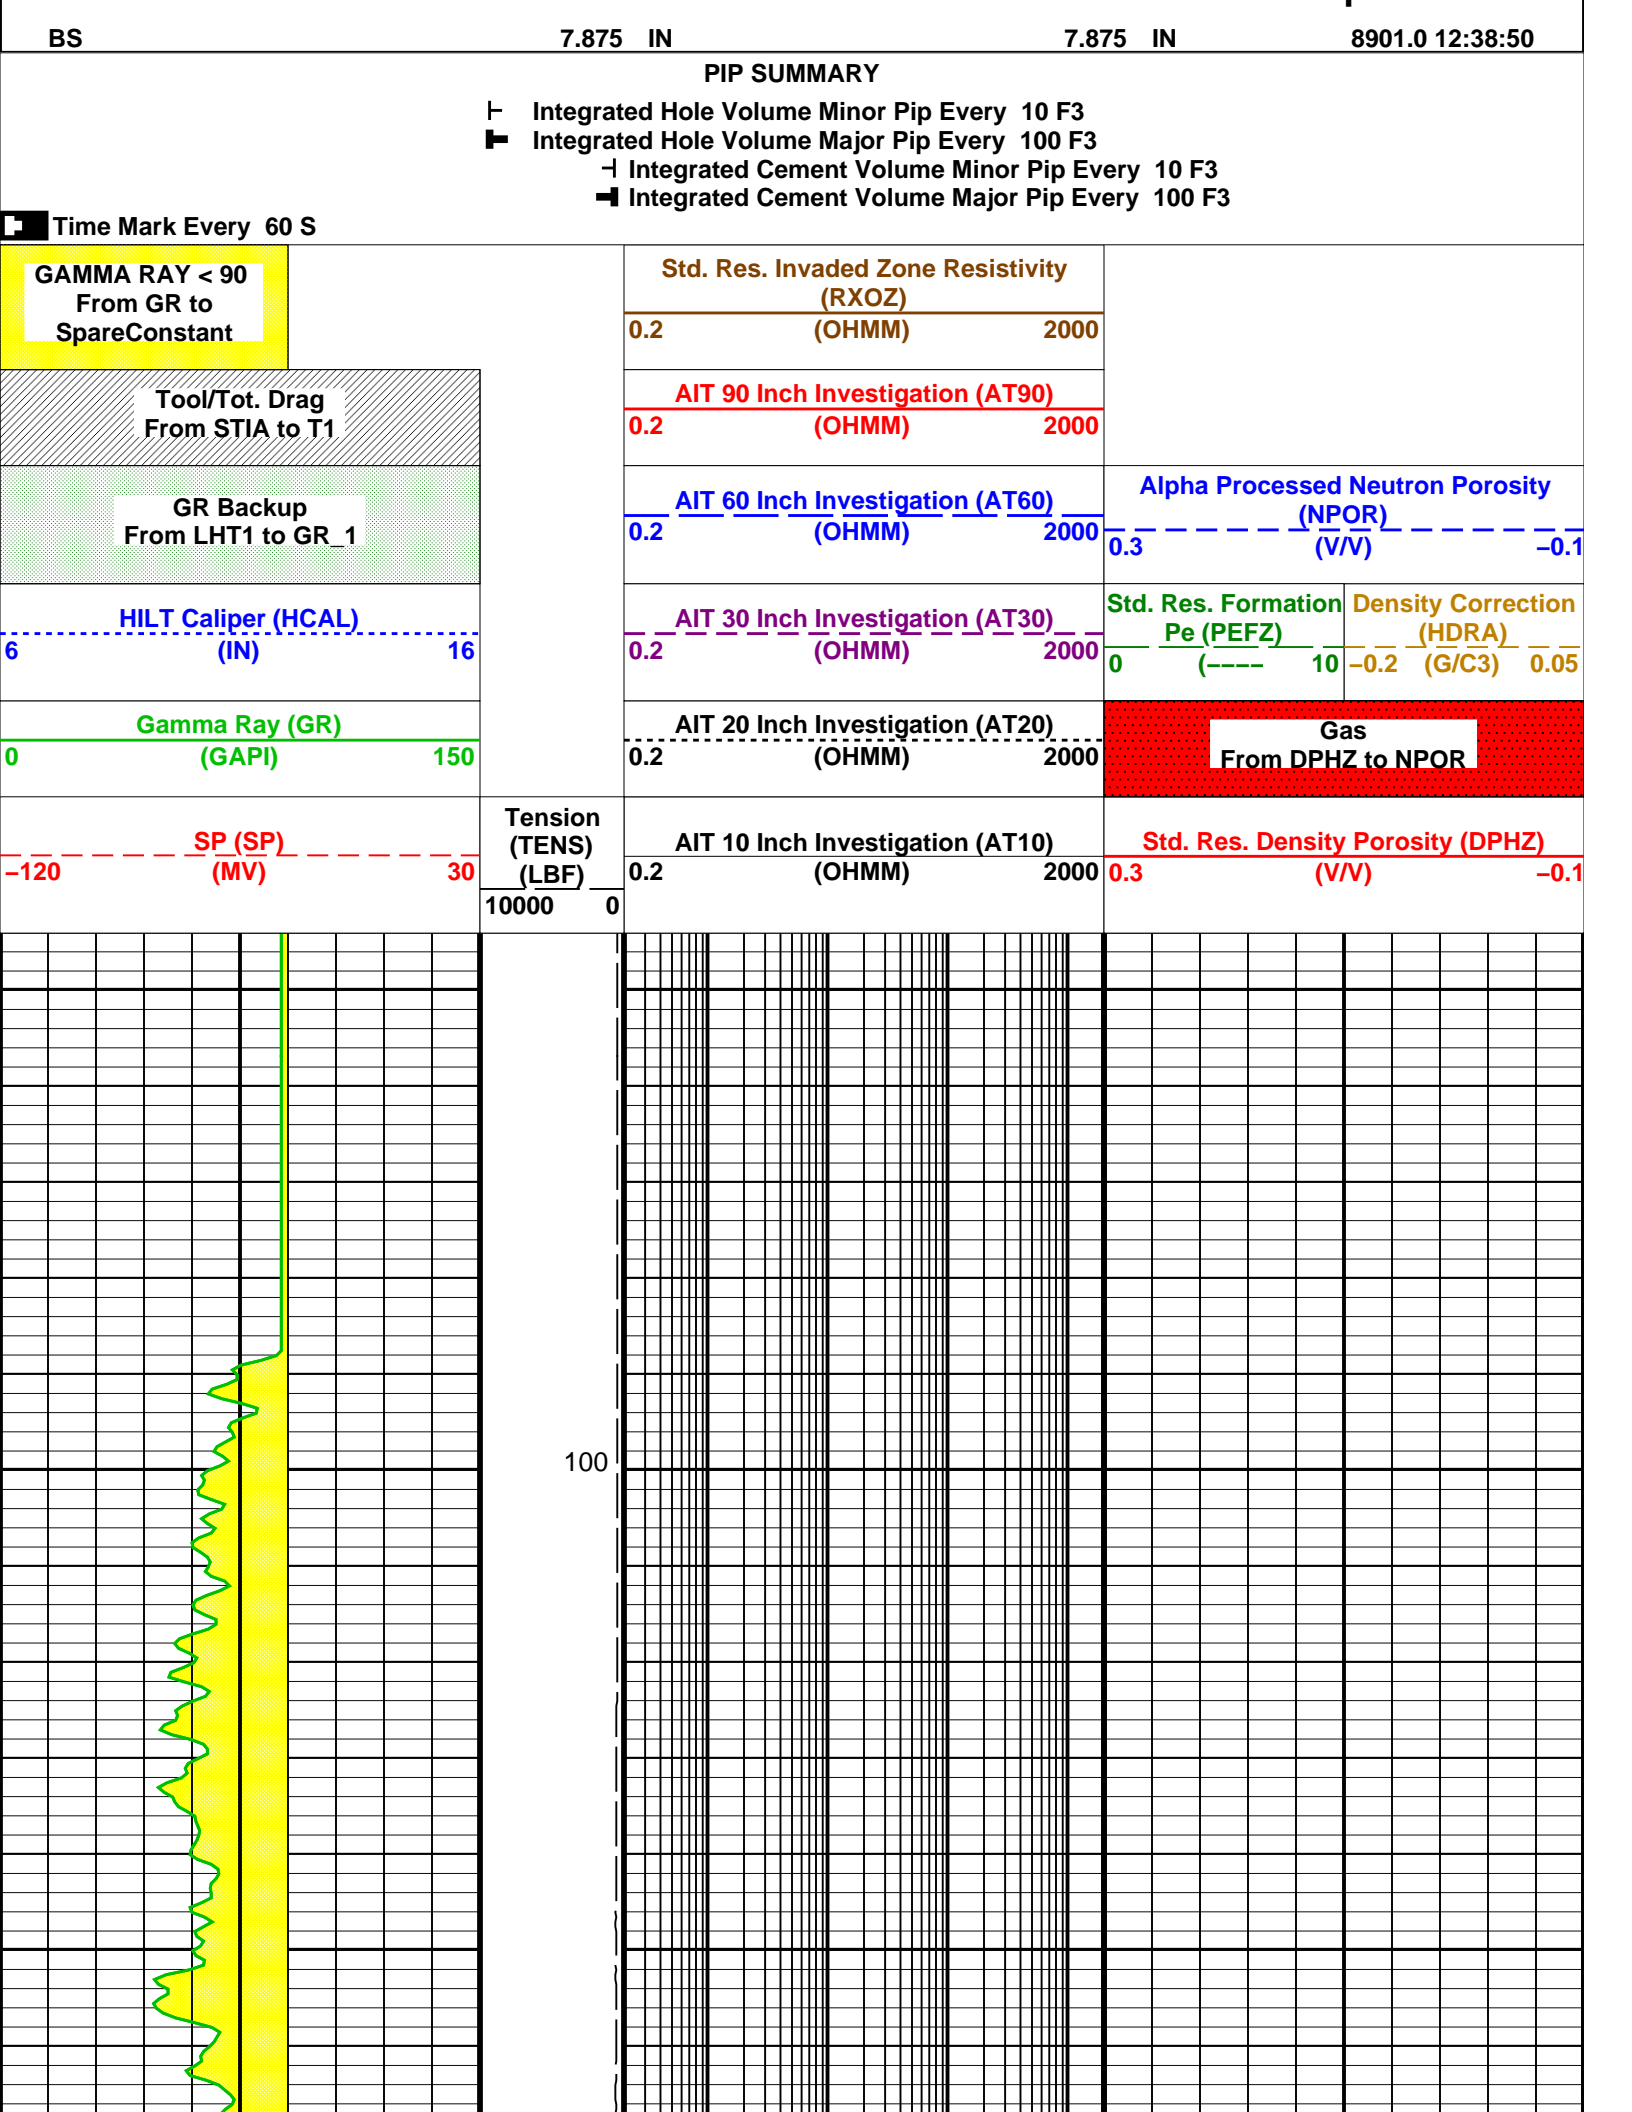 BS 7.875 IN 7.875 IN 8901.0 12:38:50
PIP SUMMARY
Integrated Hole Volume Minor Pip Every 10 F3
Integrated Hole Volume Major Pip Every 100 F3
Integrated Cement Volume Minor Pip Every 10 F3
Integrated Cement Volume Major Pip Every 100 F3
Time Mark Every 60 S
GAMMA RAY < 90
From GR to
SpareConstant
Tool/Tot. Drag
From STIA to T1
GR Backup
From LHT1 to GR_1
HILT Caliper (HCAL)
6 (IN) 16
Gamma Ray (GR)
0 (GAPI) 150
SP (SP)
−120 (MV) 30
Tension
(TENS)
(LBF)
10000 0
Std. Res. Invaded Zone Resistivity
(RXOZ)
0.2 (OHMM) 2000
AIT 90 Inch Investigation (AT90)
0.2 (OHMM) 2000
AIT 60 Inch Investigation (AT60)
0.2 (OHMM) 2000
AIT 30 Inch Investigation (AT30)
0.2 (OHMM) 2000
AIT 20 Inch Investigation (AT20)
0.2 (OHMM) 2000
AIT 10 Inch Investigation (AT10)
0.2 (OHMM) 2000
Alpha Processed Neutron Porosity
(NPOR)
0.3 (V/V) −0.1
Std. Res. Formation
Pe (PEFZ)
0 (−−−− 10
Density Correction
(HDRA)
−0.2 (G/C3) 0.05
Gas
From DPHZ to NPOR
Std. Res. Density Porosity (DPHZ)
0.3 (V/V) −0.1
100